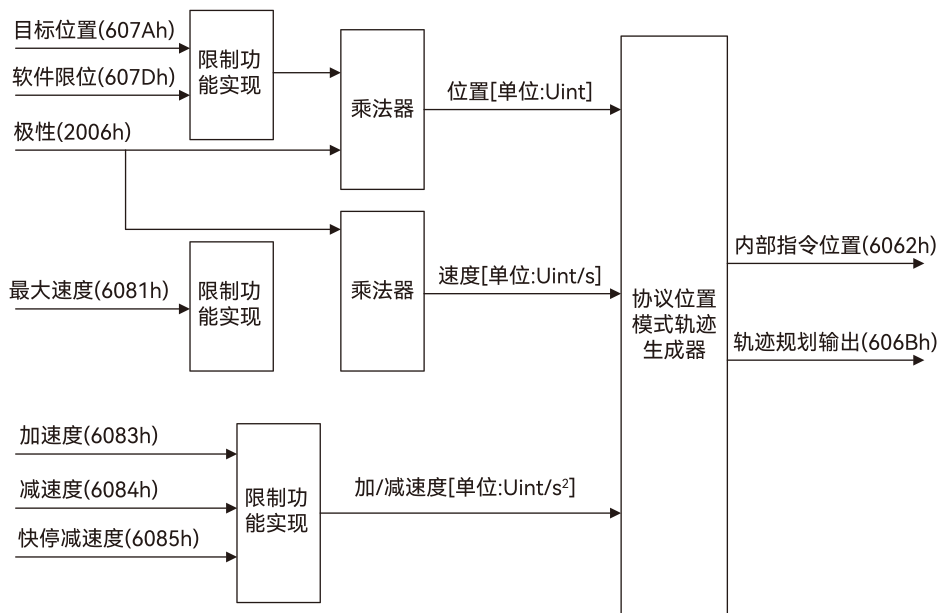 目标位置(607Ah)
软件限位(607Dh)
限制功
能实现
极性(2006h)
乘法器
位置[单位:Uint]
最大速度(6081h)
限制功
能实现
乘法器
速度[单位:Uint/s]
加速度(6083h)
减速度(6084h)
快停减速度(6085h)
限制功
能实现
加/减速度[单位:Uint/s²]
协议位置
模式轨迹
生成器
内部指令位置(6062h)
轨迹规划输出(606Bh)